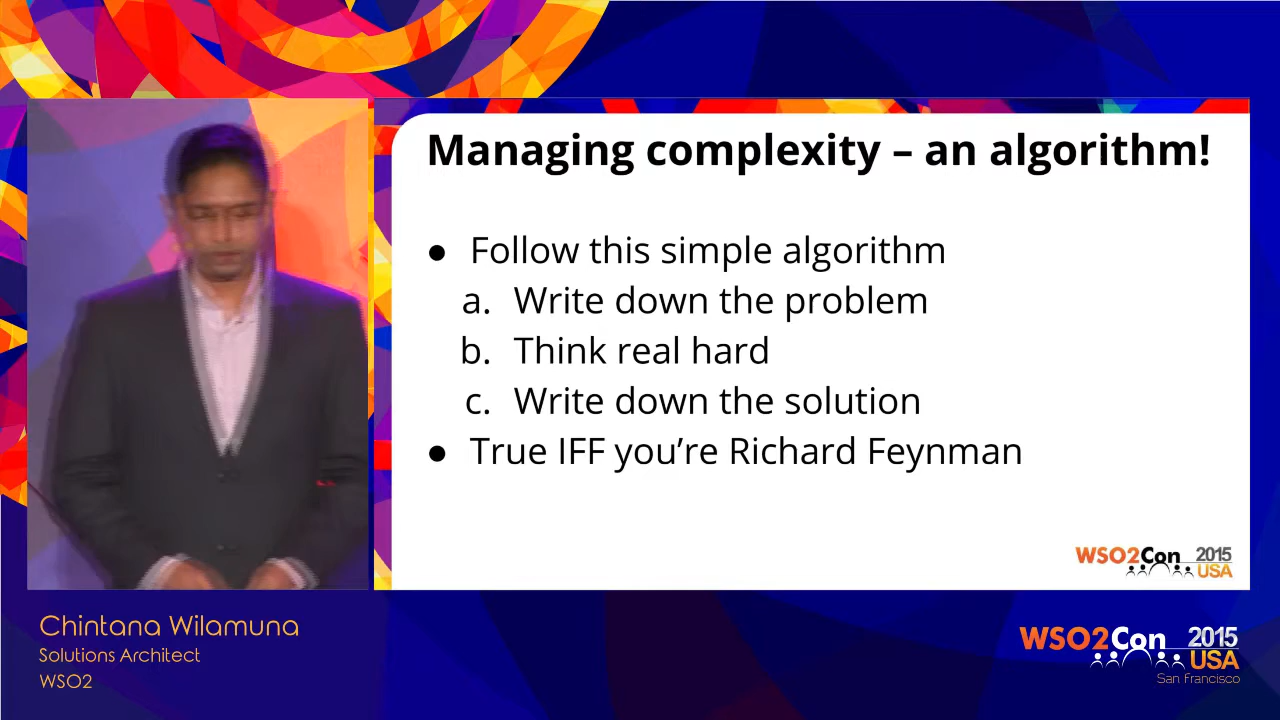 Managing complexity – an algorithm!
● Follow this simple algorithm
a. Write down the problem
b. Think real hard
c. Write down the solution
● True IFF you’re Richard Feynman
WSO2Con 2015
USA
Chintana Wilamuna
Solutions Architect
WSO2
WSO2Con 2015
USA
San Francisco